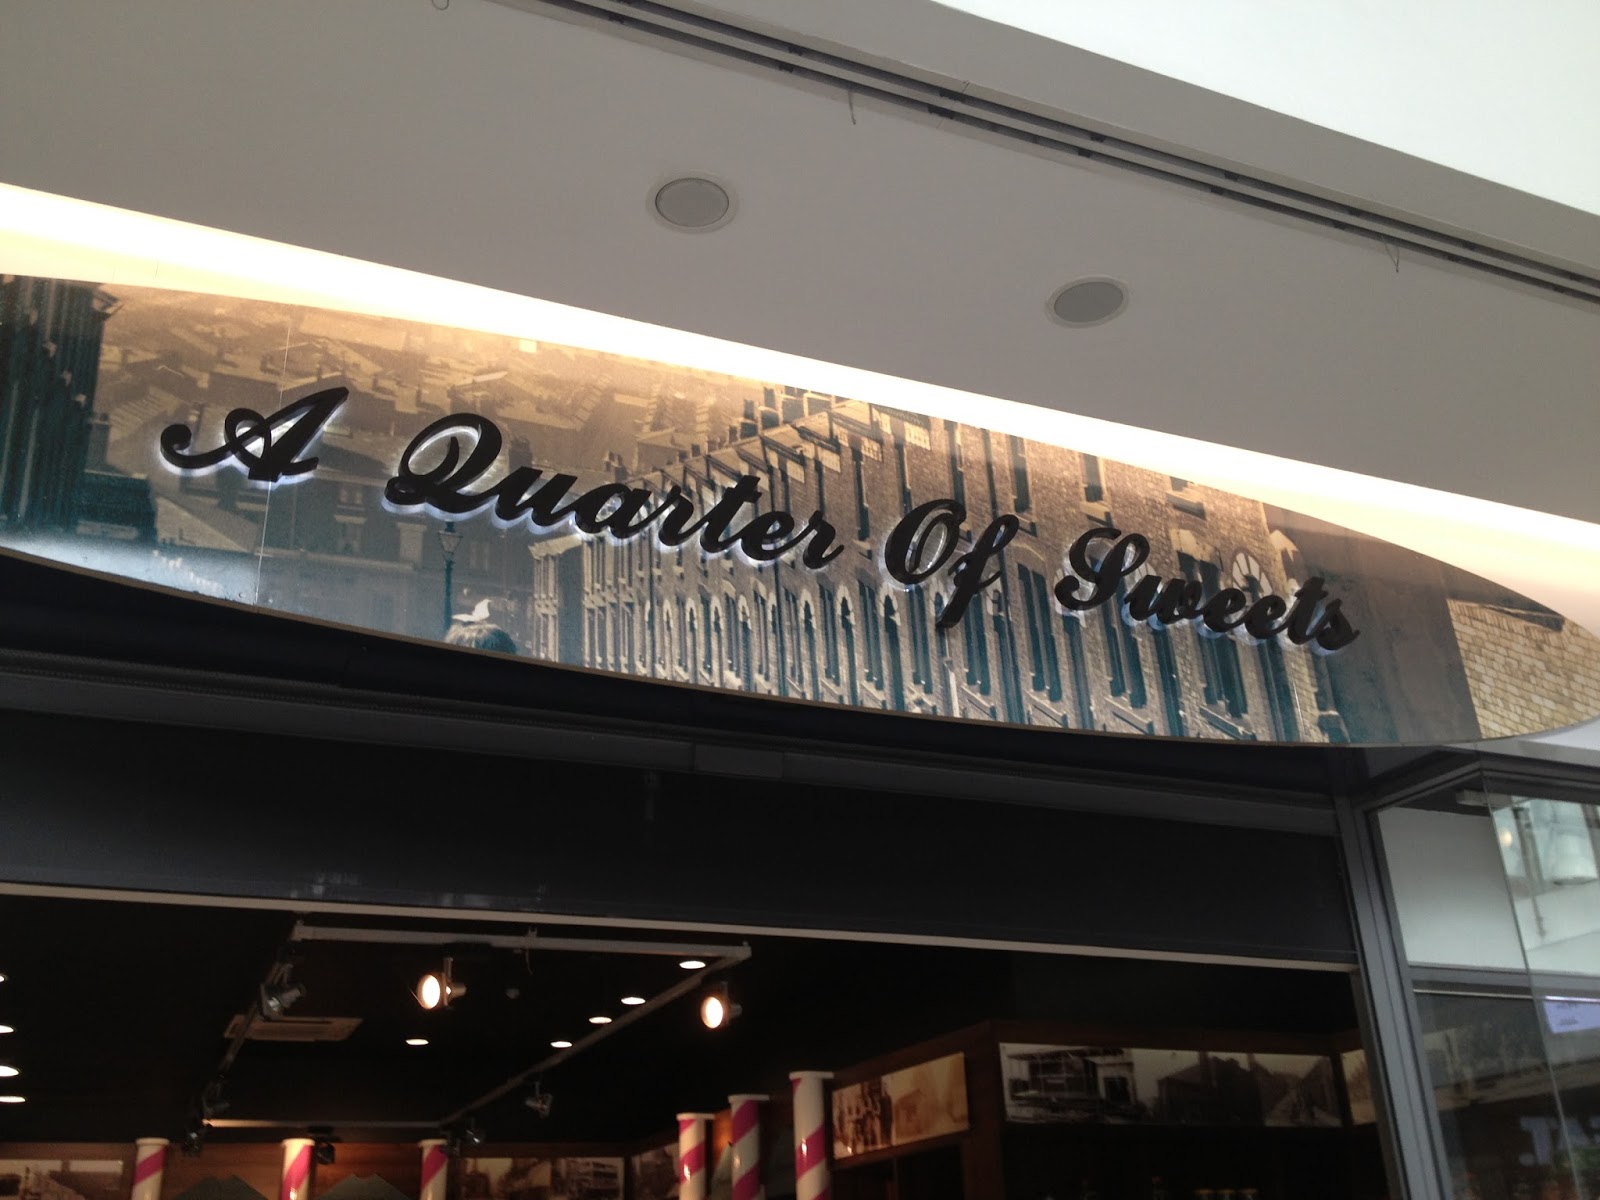 A Quarter Of Sweets